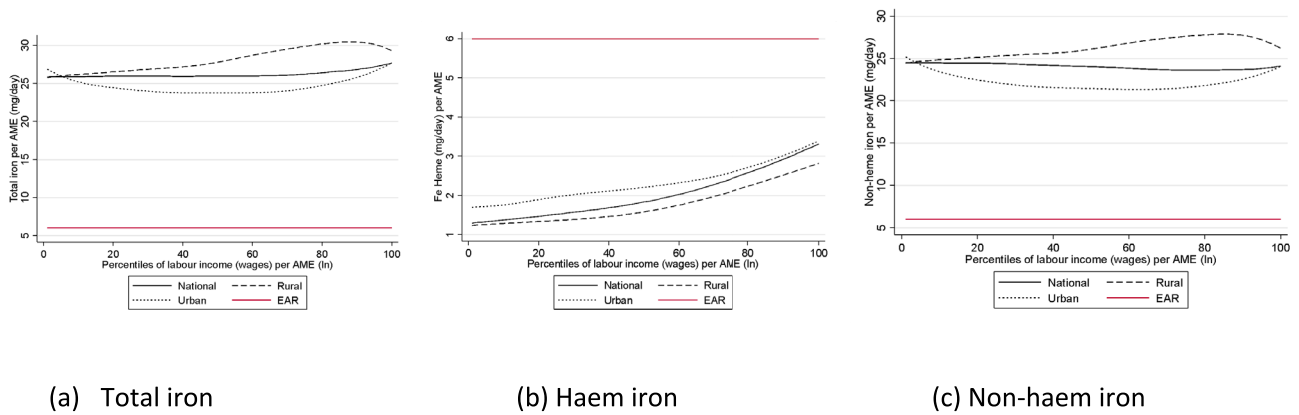 30
25
20
15
10
5
Total iron per AME (mg/day)
0 20 40 60 80 100
Percentiles of labour income (wages) per AME (ln)
National Rural
Urban EAR
(a) Total iron
6
5
4
3
2
1
Fe Heme (mg/day) per AME
0 20 40 60 80 100
Percentiles of labour income (wages) per AME (ln)
National Rural
Urban EAR
(b) Haem iron
30
25
20
15
10
5
Non-heme iron per AME (mg/day)
0 20 40 60 80 100
Percentiles of labour income (wages) per AME (ln)
National Rural
Urban EAR
(c) Non-haem iron